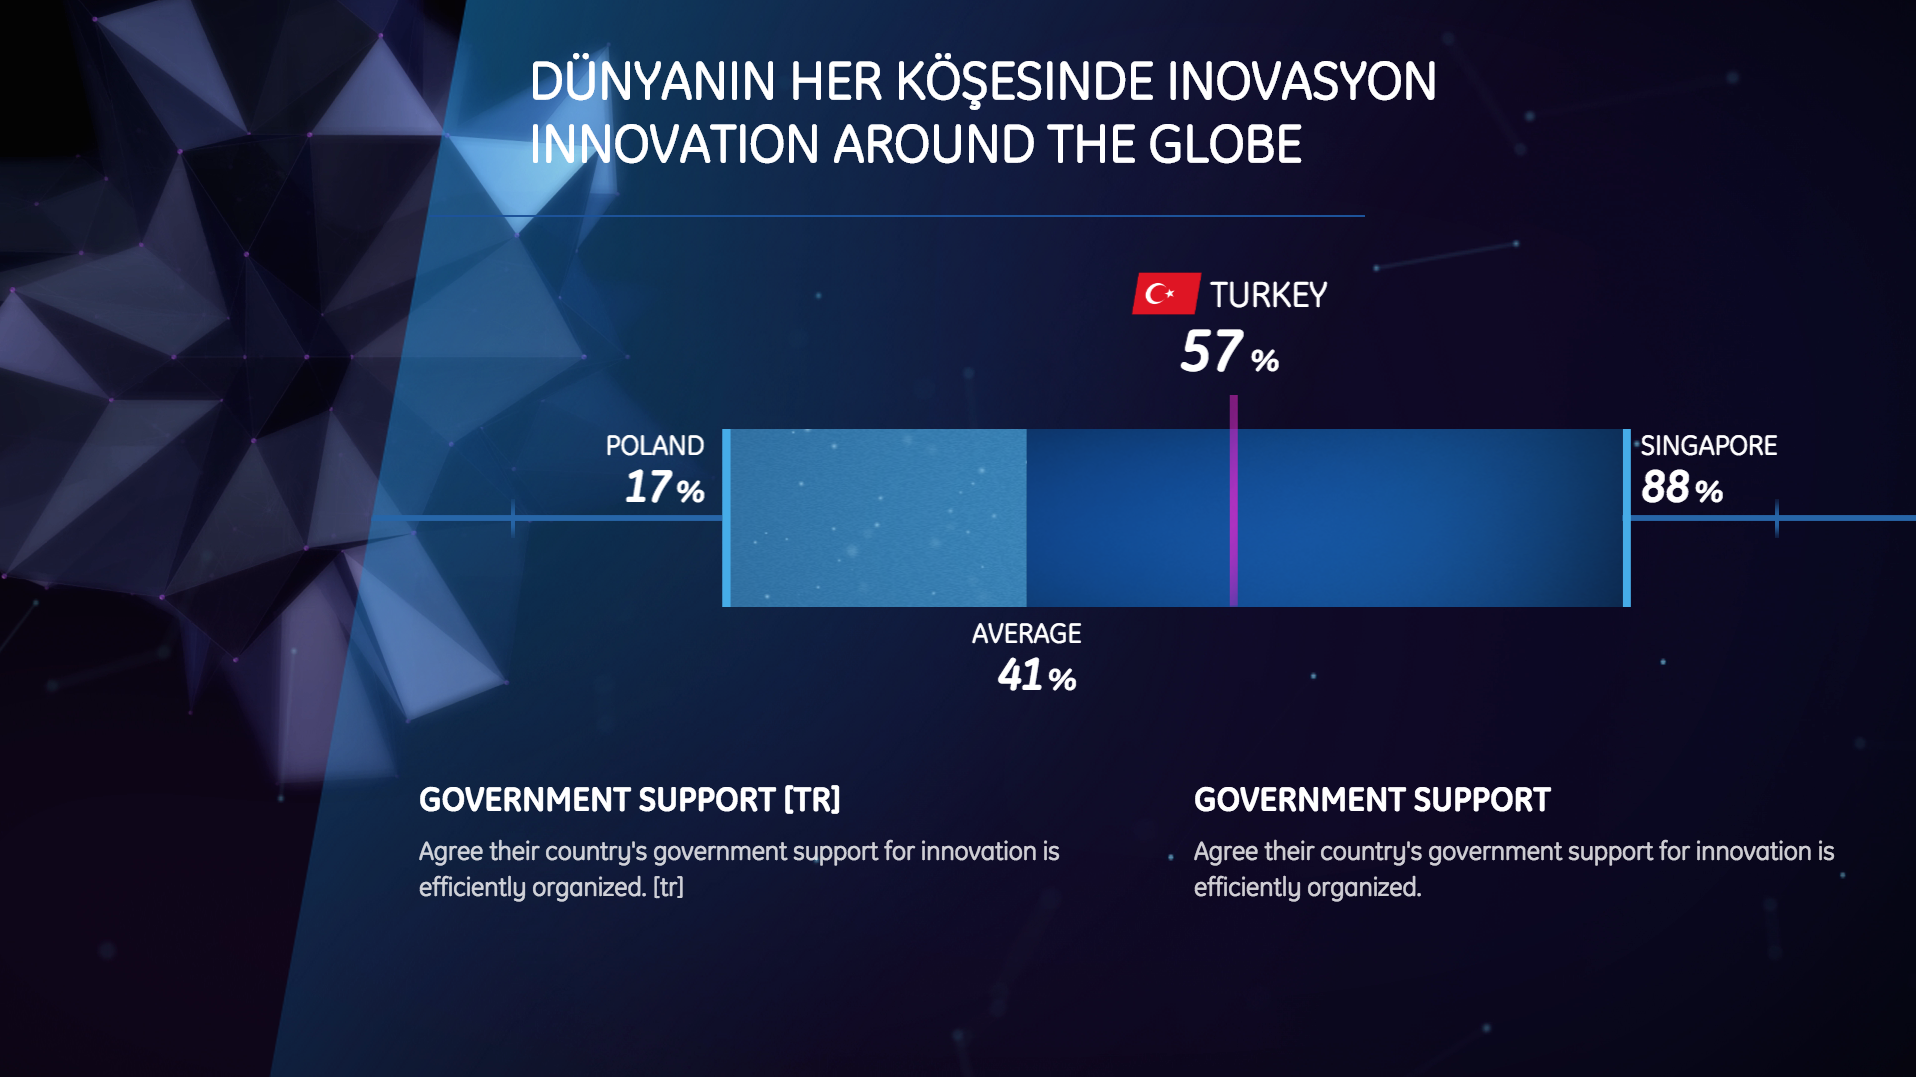 DÜNYANIN HER KÖŞESINDE INOVASYON
INNOVATION AROUND THE GLOBE
TURKEY
57 %
POLAND
17 %
SINGAPORE
88 %
AVERAGE
41 %
GOVERNMENT SUPPORT [TR]
Agree their country's government support for innovation is
efficiently organized. [tr]
GOVERNMENT SUPPORT
Agree their country's government support for innovation is
efficiently organized.